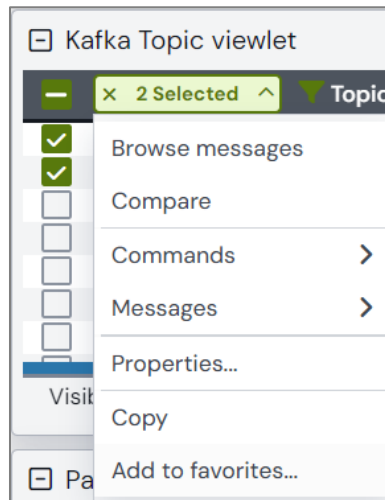 Kafka Topic viewlet
× 2 Selected Topic
Browse messages
Compare
Commands
Messages
Properties...
Visib
Copy
Add to favorites...
Pa